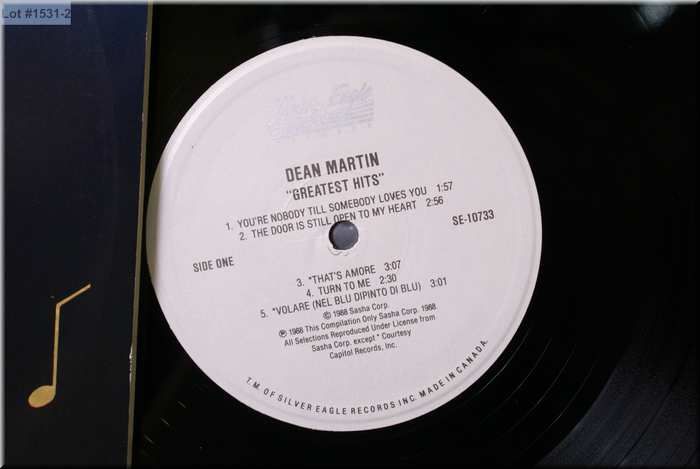 Lot #1531-2
Silver Eagle
Records
DEAN MARTIN
"GREATEST HITS"
1. YOU'RE NOBODY TILL SOMEBODY LOVES YOU 1:57
2. THE DOOR IS STILL OPEN TO MY HEART 2:56
SIDE ONE
SE-10733
3. *THAT'S AMORE 3:07
4. TURN TO ME 2:30
5. *VOLARE (NEL BLU DIPINTO DI BLU) 3:01
© 1988 Sasha Corp.
℗ 1988 This Compilation Only Sasha Corp. 1988.
All Selections Reproduced Under License from
Sasha Corp. except * Courtesy
Capitol Records, Inc.
T.M. OF SILVER EAGLE RECORDS INC. MADE IN CANADA.